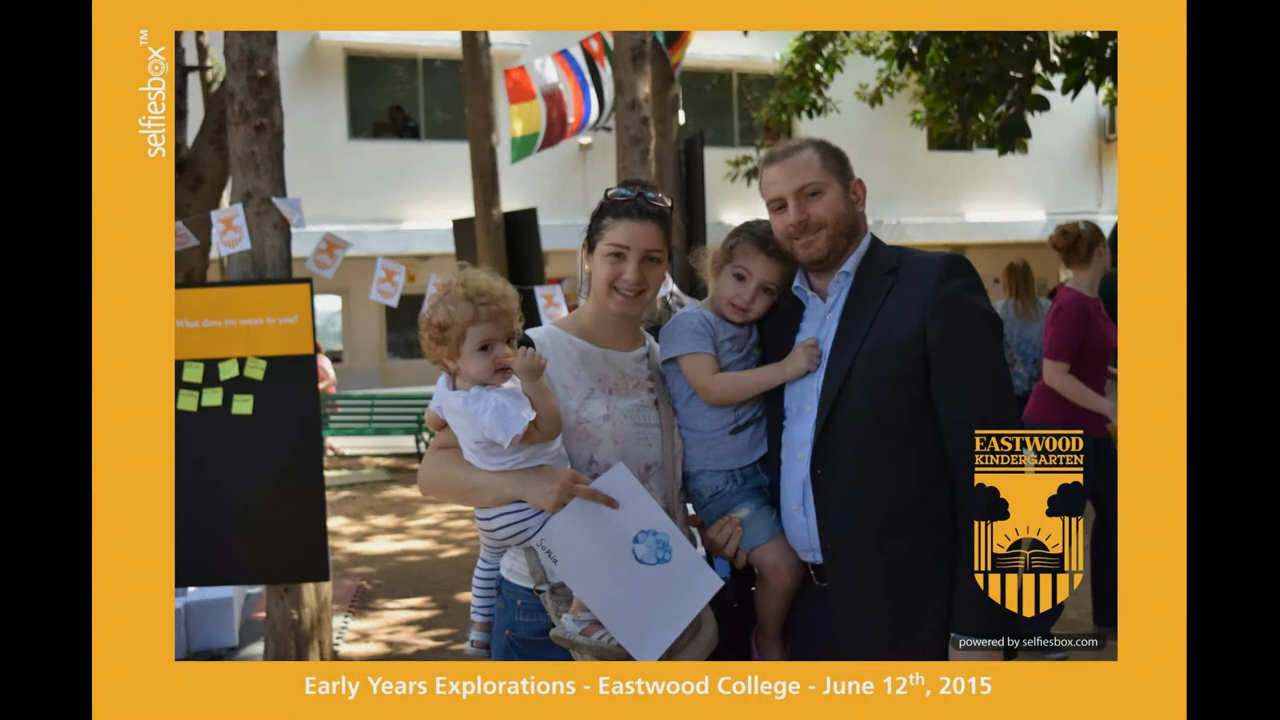 selfiesbox™
What does joy mean to you?
Sophia
EASTWOOD
KINDERGARTEN
powered by selfiesbox.com
Early Years Explorations - Eastwood College - June 12th, 2015